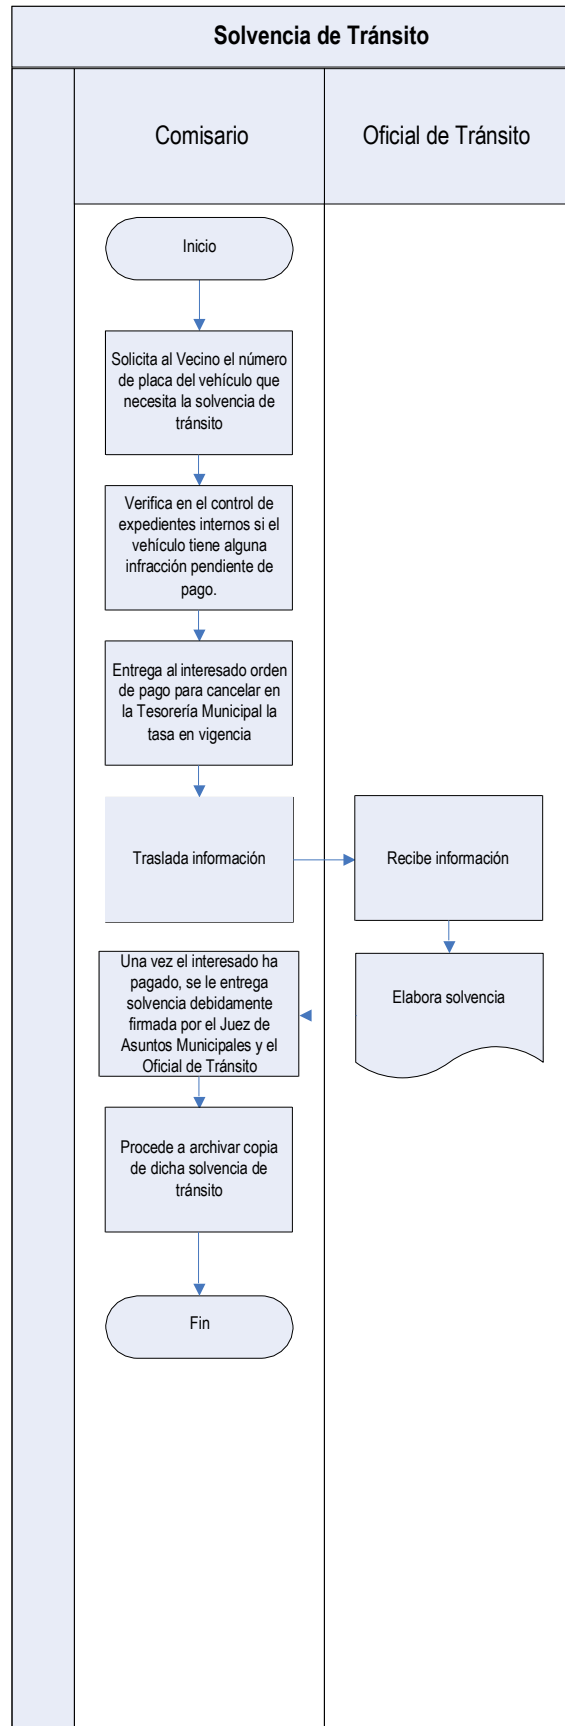 Solvencia de Tránsito
Comisario
Oficial de Tránsito
Inicio
Solicita al Vecino el número
de placa del vehículo que
necesita la solvencia de
tránsito
Verifica en el control de
expedientes internos si el
vehículo tiene alguna
infracción pendiente de
pago.
Entrega al interesado orden
de pago para cancelar en
la Tesorería Municipal la
tasa en vigencia
Traslada información
Recibe información
Elabora solvencia
Una vez el interesado ha
pagado, se le entrega
solvencia debidamente
firmada por el Juez de
Asuntos Municipales y el
Oficial de Tránsito
Procede a archivar copia
de dicha solvencia de
tránsito
Fin